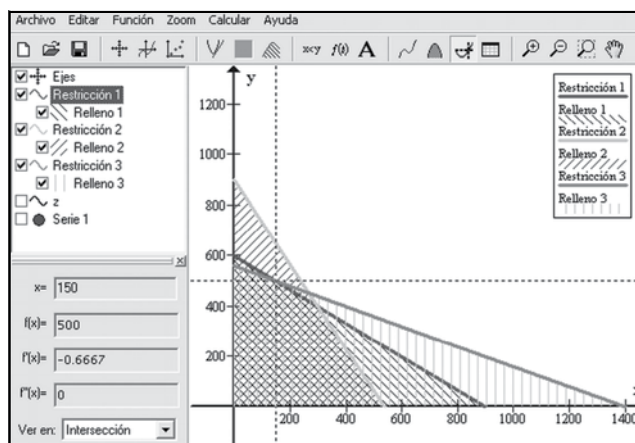 Archivo Editar Función Zoom Calcular Ayuda
x<y f(t) A
Ejes
Restricción 1
Relleno 1
Restricción 2
Relleno 2
Restricción 3
Relleno 3
z
Serie 1
x= 150
f(x)= 500
f'(x)= -0.6667
f''(x)= 0
Ver en: Intersección
y
1200
1000
800
600
400
200
200 400 600 800 1000 1200 1400
Restricción 1
Relleno 1
Restricción 2
Relleno 2
Restricción 3
Relleno 3